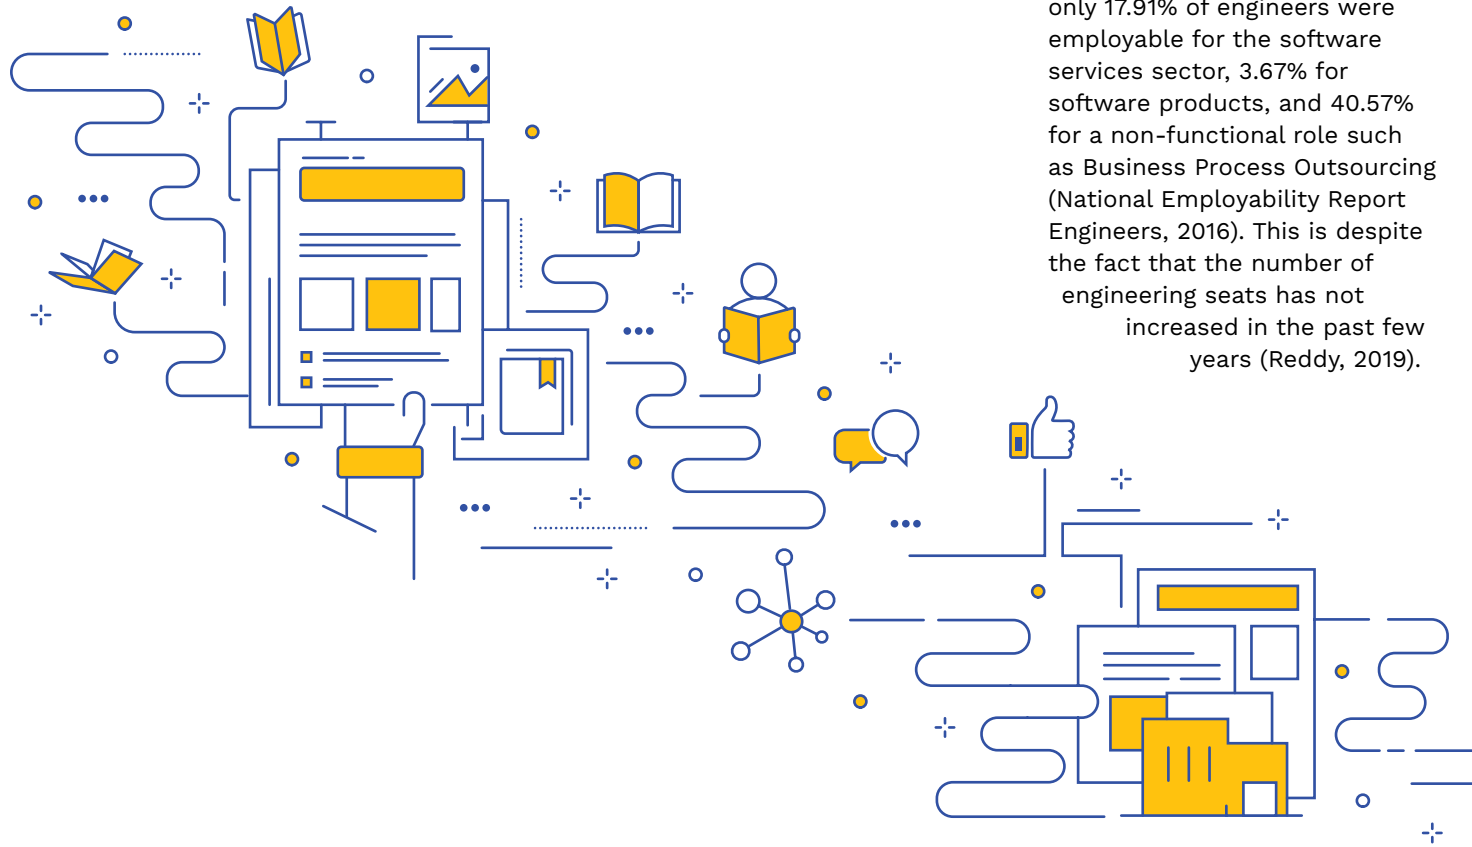 only 17.91% of engineers were
employable for the software
services sector, 3.67% for
software products, and 40.57%
for a non-functional role such
as Business Process Outsourcing
(National Employability Report
Engineers, 2016). This is despite
the fact that the number of
engineering seats has not
increased in the past few
years (Reddy, 2019).